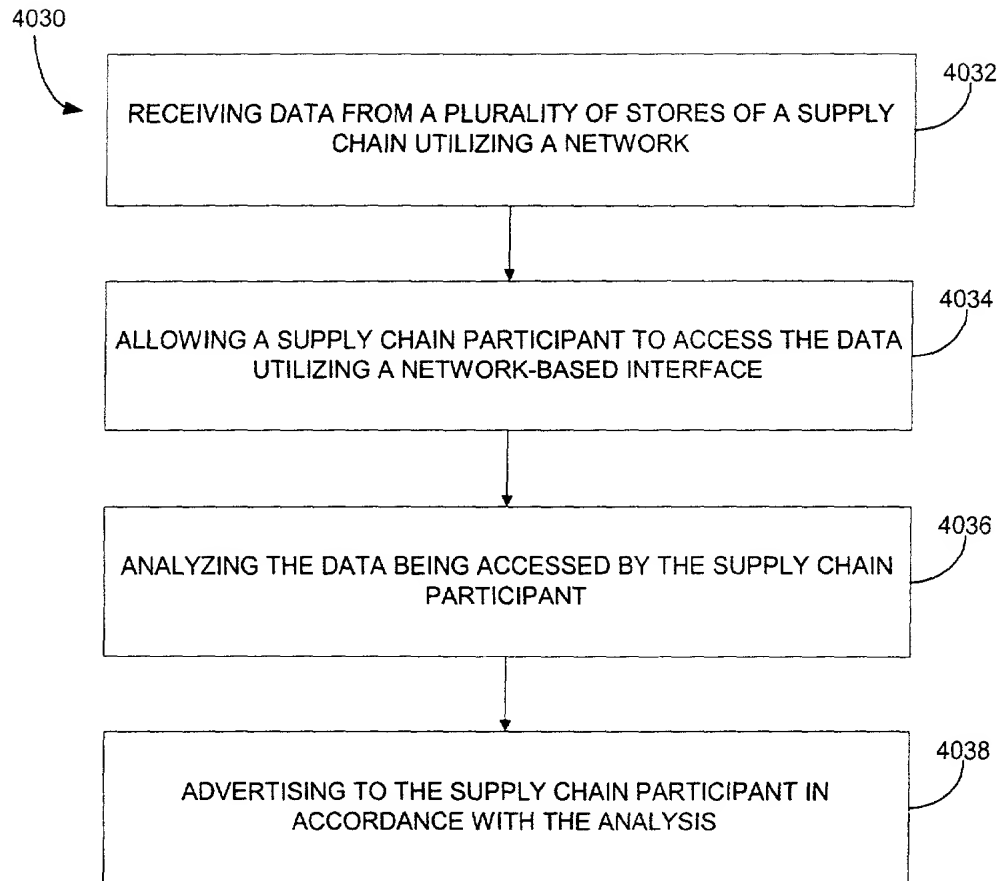 4030
4032
RECEIVING DATA FROM A PLURALITY OF STORES OF A SUPPLY
CHAIN UTILIZING A NETWORK
4034
ALLOWING A SUPPLY CHAIN PARTICIPANT TO ACCESS THE DATA
UTILIZING A NETWORK-BASED INTERFACE
4036
ANALYZING THE DATA BEING ACCESSED BY THE SUPPLY CHAIN
PARTICIPANT
4038
ADVERTISING TO THE SUPPLY CHAIN PARTICIPANT IN
ACCORDANCE WITH THE ANALYSIS